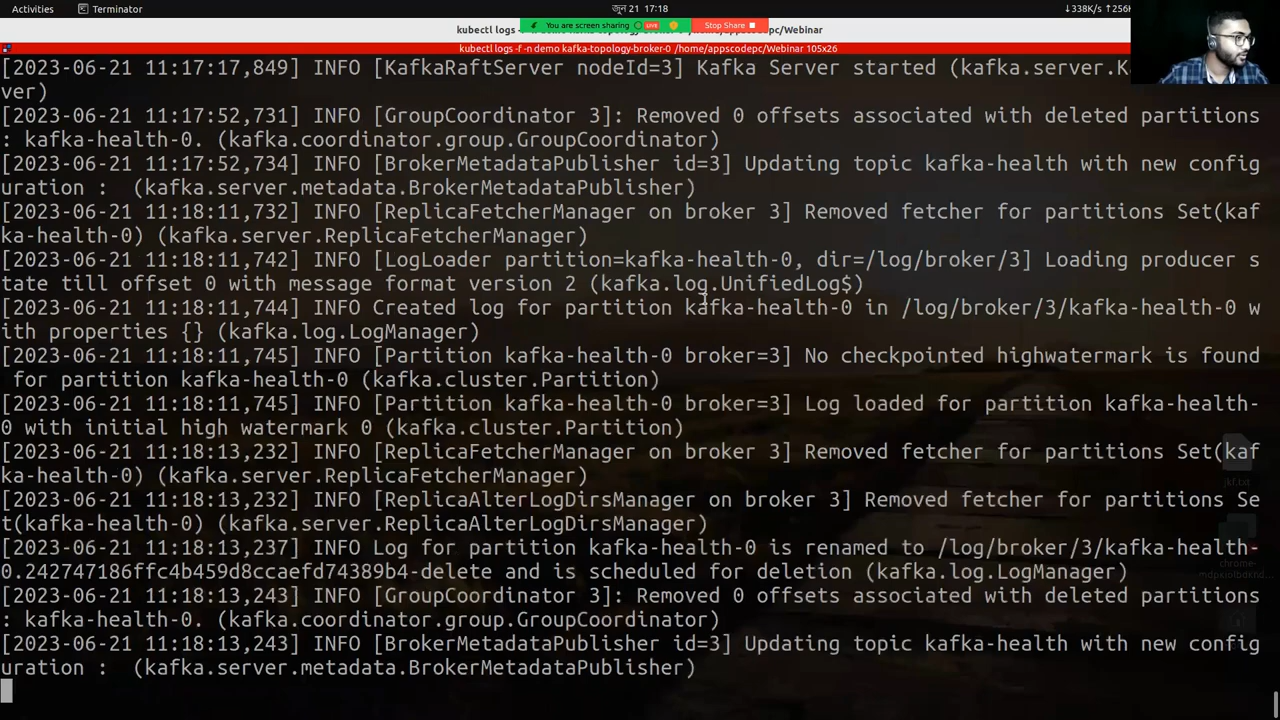 Activities
Terminator
জুন 21 17:18
↓338K/s ↑256K
You are screen sharing
LIVE
Stop Share
kubectl logs -f -n demo kafka-topology-broker-0 /home/appscodepc/Webinar
kubectl logs -f -n demo kafka-topology-broker-0 /home/appscodepc/Webinar 105x26
[2023-06-21 11:17:17,849] INFO [KafkaRaftServer nodeId=3] Kafka Server started (kafka.server.K
ver)
[2023-06-21 11:17:52,731] INFO [GroupCoordinator 3]: Removed 0 offsets associated with deleted partitions
: kafka-health-0. (kafka.coordinator.group.GroupCoordinator)
[2023-06-21 11:17:52,734] INFO [BrokerMetadataPublisher id=3] Updating topic kafka-health with new config
uration :  (kafka.server.metadata.BrokerMetadataPublisher)
[2023-06-21 11:18:11,732] INFO [ReplicaFetcherManager on broker 3] Removed fetcher for partitions Set(kaf
ka-health-0) (kafka.server.ReplicaFetcherManager)
[2023-06-21 11:18:11,742] INFO [LogLoader partition=kafka-health-0, dir=/log/broker/3] Loading producer s
tate till offset 0 with message format version 2 (kafka.log.UnifiedLog$)
[2023-06-21 11:18:11,744] INFO Created log for partition kafka-health-0 in /log/broker/3/kafka-health-0 w
ith properties {} (kafka.log.LogManager)
[2023-06-21 11:18:11,745] INFO [Partition kafka-health-0 broker=3] No checkpointed highwatermark is found
 for partition kafka-health-0 (kafka.cluster.Partition)
[2023-06-21 11:18:11,745] INFO [Partition kafka-health-0 broker=3] Log loaded for partition kafka-health-
0 with initial high watermark 0 (kafka.cluster.Partition)
[2023-06-21 11:18:13,232] INFO [ReplicaFetcherManager on broker 3] Removed fetcher for partitions Set(kaf
ka-health-0) (kafka.server.ReplicaFetcherManager)
[2023-06-21 11:18:13,232] INFO [ReplicaAlterLogDirsManager on broker 3] Removed fetcher for partitions Se
t(kafka-health-0) (kafka.server.ReplicaAlterLogDirsManager)
[2023-06-21 11:18:13,237] INFO Log for partition kafka-health-0 is renamed to /log/broker/3/kafka-health-
0.242747186ffc4b459d8ccaefd74389b4-delete and is scheduled for deletion (kafka.log.LogManager)
[2023-06-21 11:18:13,243] INFO [GroupCoordinator 3]: Removed 0 offsets associated with deleted partitions
: kafka-health-0. (kafka.coordinator.group.GroupCoordinator)
[2023-06-21 11:18:13,243] INFO [BrokerMetadataPublisher id=3] Updating topic kafka-health with new config
uration :  (kafka.server.metadata.BrokerMetadataPublisher)